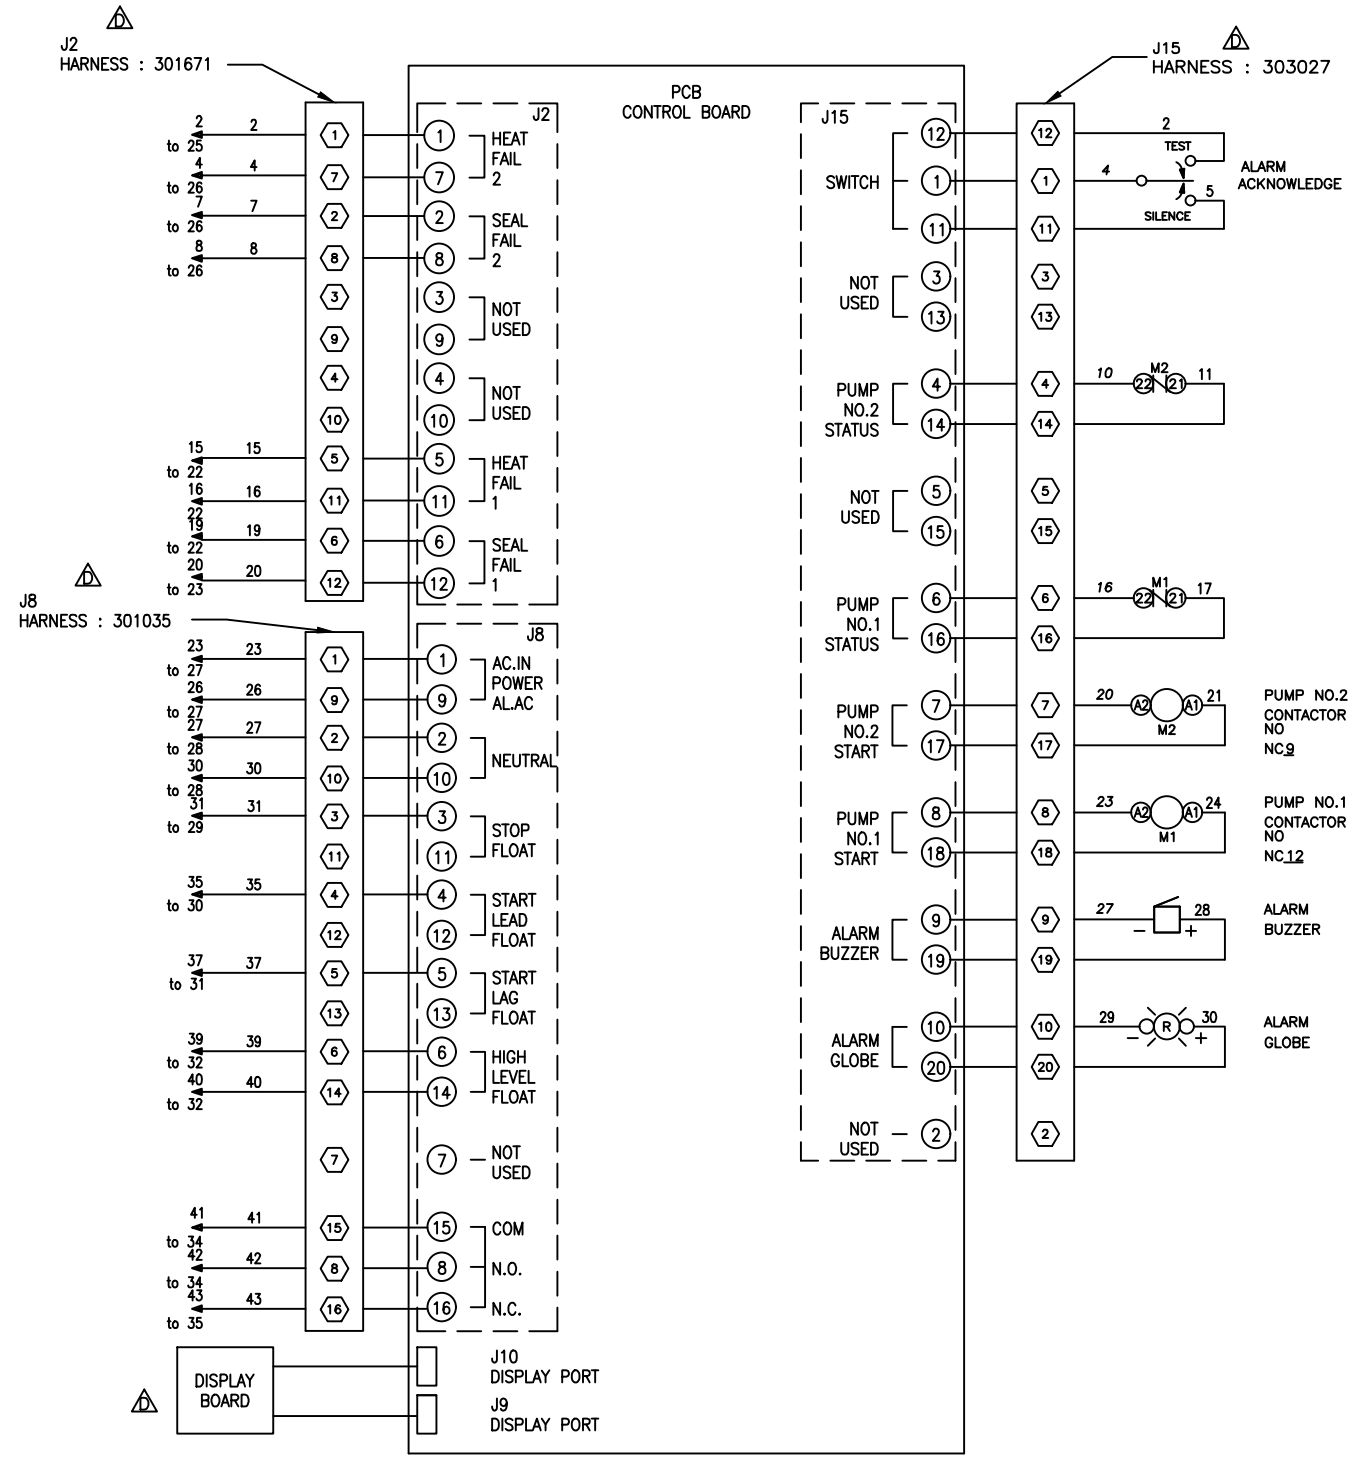 D
J2
HARNESS : 301671
D
J15
HARNESS : 303027
PCB
CONTROL BOARD
J2
2 2 1 1
to 25
HEAT
4 4 7 7
to 26
FAIL
2
7 7 2 2
to 26
SEAL
8 8 8 8
to 26
FAIL
2
3 3
NOT
9 9
USED
4 4
NOT
10 10
USED
15 15 5 5
to 22
HEAT
16 16 11 11
22
FAIL
1
19 19 6 6
to 22
SEAL
20 20 12 12
to 23
FAIL
1
D
J8
HARNESS : 301035
J8
23 23 1 1
to 27
AC.IN
26 26 9 9
to 27
POWER
AL.AC
27 27 2 2
to 28
NEUTRAL
30 30 10 10
to 28
31 31 3 3
to 29
STOP
11 11
FLOAT
35 35 4 4
to 30
START
LEAD
12 12
FLOAT
37 37 5 5
to 31
START
LAG
13 13
FLOAT
39 39 6 6
to 32
HIGH
LEVEL
40 40 14 14
to 32
FLOAT
7 7
NOT
USED
41 41 15 15 COM
to 34
42 42 8 8 N.O.
to 34
43 43 16 16 N.C.
to 35
D
DISPLAY
BOARD
J10
DISPLAY PORT
J9
DISPLAY PORT
J15
12 12 2
TEST
SWITCH 1 1 4
ALARM
ACKNOWLEDGE
5
SILENCE
11 11
NOT
USED
3 3
13 13
PUMP
NO.2
STATUS
4 4 10 22 M2 21 11
14 14
NOT
USED
5 5
15 15
PUMP
NO.1
STATUS
6 6 16 22 M1 21 17
16 16
PUMP
NO.2
START
7 7 20 A2 A1 21
M2
17 17
PUMP NO.2
CONTACTOR
NO
NC 9
PUMP
NO.1
START
8 8 23 A2 A1 24
M1
18 18
PUMP NO.1
CONTACTOR
NO
NC 12
ALARM
BUZZER
9 9 27 28
- +
19 19
ALARM
BUZZER
ALARM
GLOBE
10 10 29 R 30
- +
20 20
ALARM
GLOBE
NOT
USED
2 2